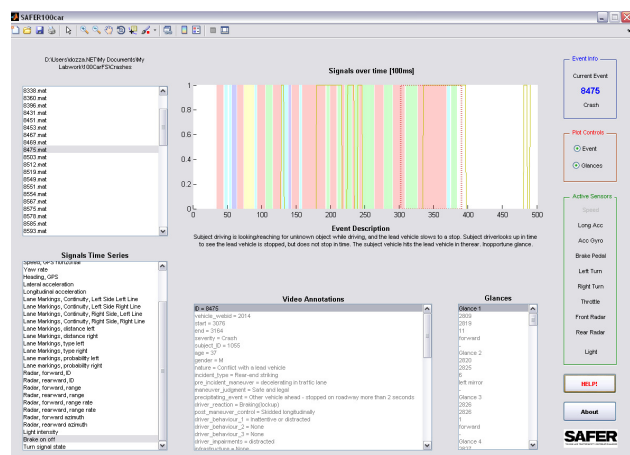 SAFER100car
D:\Users\dozza.NET\My Documents\My
Labwork\100CarFS\Crashes
8338.mat
8360.mat
8396.mat
8431.mat
8451.mat
8453.mat
8467.mat
8469.mat
8475.mat
8503.mat
8512.mat
8519.mat
8549.mat
8551.mat
8554.mat
8567.mat
8575.mat
8578.mat
8585.mat
8593.mat
Signals over time [100ms]
1
0.8
0.6
0.4
0.2
0
0 50 100 150 200 250 300 350 400 450 500
Event Description
Subject driving is looking/reaching for unknown object while driving, and the lead vehicle slows to a stop. Subject driverlooks up in time
to see the lead vehicle is stopped, but does not stop in time. The subject vehicle hits the lead vehicle in therear. Inopportune glance.
Event Info
Current Event
8475
Crash
Plot Controls
Event
Glances
Active Sensors
Speed
Long Acc
Acc Gyro
Brake Pedal
Left Turn
Right Turn
Throttle
Front Radar
Rear Radar
Light
HELP!
About
SAFER
Signals Time Series
Speed, GPS horizontal
Yaw rate
Heading, GPS
Lateral acceleration
Longitudinal acceleration
Lane Markings, Continuity, Left Side Left Line
Lane Markings, Continuity, Left Side Right Line
Lane Markings, Continuity, Right Side, Left Line
Lane Markings, Continuity, Right Side, Right Line
Lane Markings, distance left
Lane Markings, distance right
Lane Markings, type left
Lane Markings, type right
Lane markings, probability left
Lane markings, probability right
Radar, forward, ID
Radar, rearward, ID
Radar, forward, range
Radar, rearward, range
Radar, forward, range rate
Radar, rearward, range rate
Radar, forward azimuth
Radar, rearward azimuth
Light intensity
Brake on off
Turn signal state
Video Annotations
ID = 8475
vehicle_webid = 2014
start = 3076
end = 3164
severity = Crash
subject_ID = 1055
age = 37
gender = M
nature = Conflict with a lead vehicle
incident_type = Rear-end striking
pre_incident_maneuver = decelerating in traffic lane
maneuver_judgment = Safe and legal
precipitating_event = Other vehicle ahead - stopped on roadway more than 2 seconds
driver_reaction = Braking(lockup)
post_maneuver_control = Skidded longitudinally
driver_behaviour_1 = Inattentive or distracted
driver_behaviour_2 = None
driver_behaviour_3 = None
driver_impairments = distracted
infrastructure = None
Glances
Glance 1
2809
2819
11
forward
Glance 2
2820
2825
6
left mirror
Glance 3
2826
2826
1
forward
Glance 4
2827